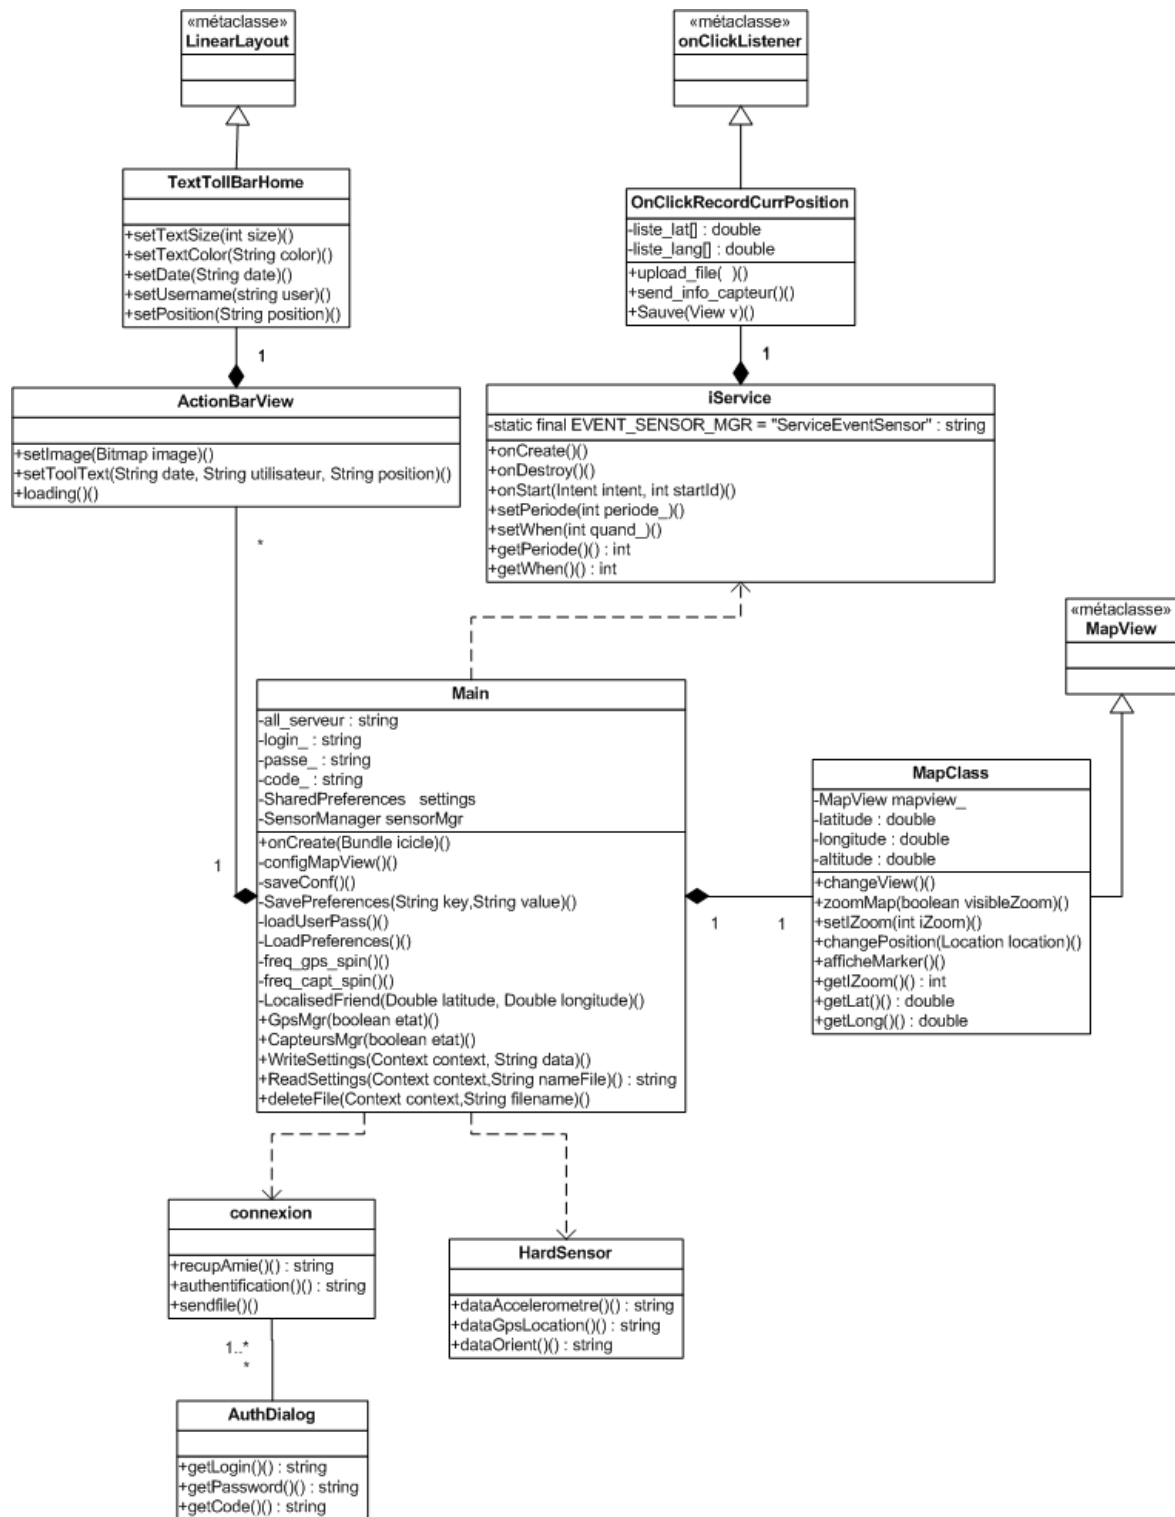 «métaclasse»
LinearLayout
«métaclasse»
onClickListener
TextTollBarHome
+setTextSize(int size)()
+setTextColor(String color)()
+setDate(String date)()
+setUsername(string user)()
+setPosition(String position)()
OnClickRecordCurrPosition
-liste_lat[] : double
-liste_lang[] : double
+upload_file( )()
+send_info_capteur()()
+Sauve(View v)()
1
1
ActionBarView
+setImage(Bitmap image)()
+setToolText(String date, String utilisateur, String position)()
+loading()()
iService
-static final EVENT_SENSOR_MGR = "ServiceEventSensor" : string
+onCreate()()
+onDestroy()()
+onStart(Intent intent, int startId)()
+setPeriode(int periode_)()
+setWhen(int quand_)()
+getPeriode()() : int
+getWhen()() : int
*
«métaclasse»
MapView
Main
-all_serveur : string
-login_ : string
-passe_ : string
-code_ : string
-SharedPreferences settings
-SensorManager sensorMgr
+onCreate(Bundle icicle)()
-configMapView()()
-saveConf()()
-SavePreferences(String key,String value)()
-loadUserPass()()
-LoadPreferences()()
-freq_gps_spin()()
-freq_capt_spin()()
-LocalisedFriend(Double latitude, Double longitude)()
+GpsMgr(boolean etat)()
+CapteursMgr(boolean etat)()
+WriteSettings(Context context, String data)()
+ReadSettings(Context context,String nameFile)() : string
+deleteFile(Context context,String filename)()
1
1
1
MapClass
-MapView mapview_
-latitude : double
-longitude : double
-altitude : double
+changeView()()
+zoomMap(boolean visibleZoom)()
+setIZoom(int iZoom)()
+changePosition(Location location)()
+afficheMarker()()
+getIZoom()() : int
+getLat()() : double
+getLong()() : double
connexion
+recupAmie()() : string
+authentification()() : string
+sendfile()()
HardSensor
+dataAccelerometre()() : string
+dataGpsLocation()() : string
+dataOrient()() : string
1..*
*
AuthDialog
+getLogin()() : string
+getPassword()() : string
+getCode()() : string